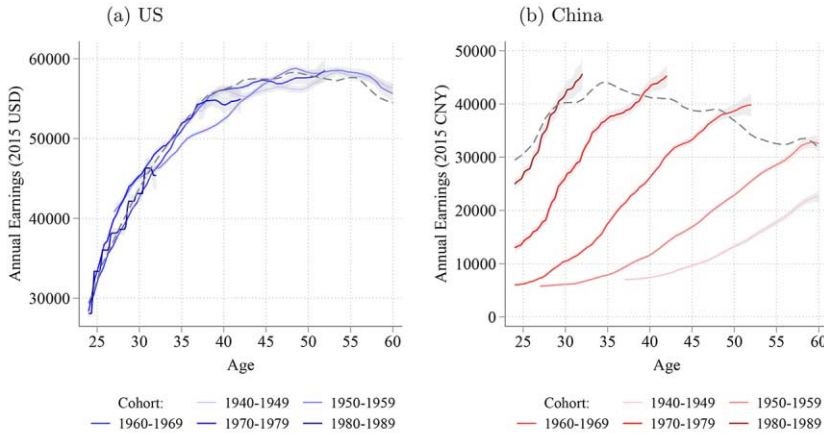 (a) US
(b) China
Annual Earnings (2015 USD)
60000
50000
40000
30000
25 30 35 40 45 50 55 60
Age
Annual Earnings (2015 CNY)
50000
40000
30000
20000
10000
0
25 30 35 40 45 50 55 60
Age
Cohort: 1940-1949 1950-1959
1960-1969 1970-1979 1980-1989
Cohort: 1940-1949 1950-1959
1960-1969 1970-1979 1980-1989